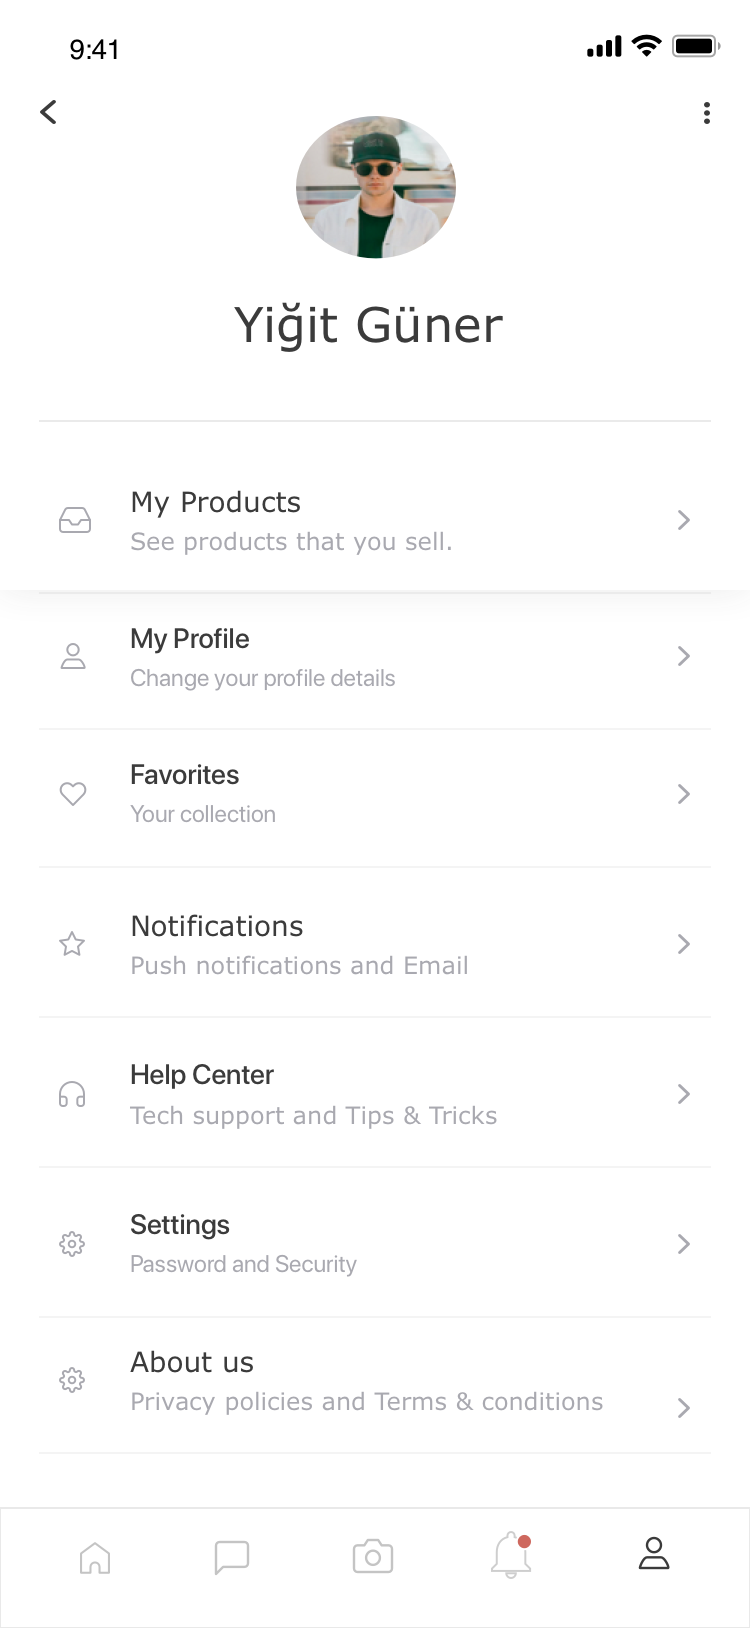 9:41
Yiğit Güner
My Products
See products that you sell.
My Profile
Change your profile details
Favorites
Your collection
Notifications
Push notifications and Email
Help Center
Tech support and Tips & Tricks
Settings
Password and Security
About us
Privacy policies and Terms & conditions